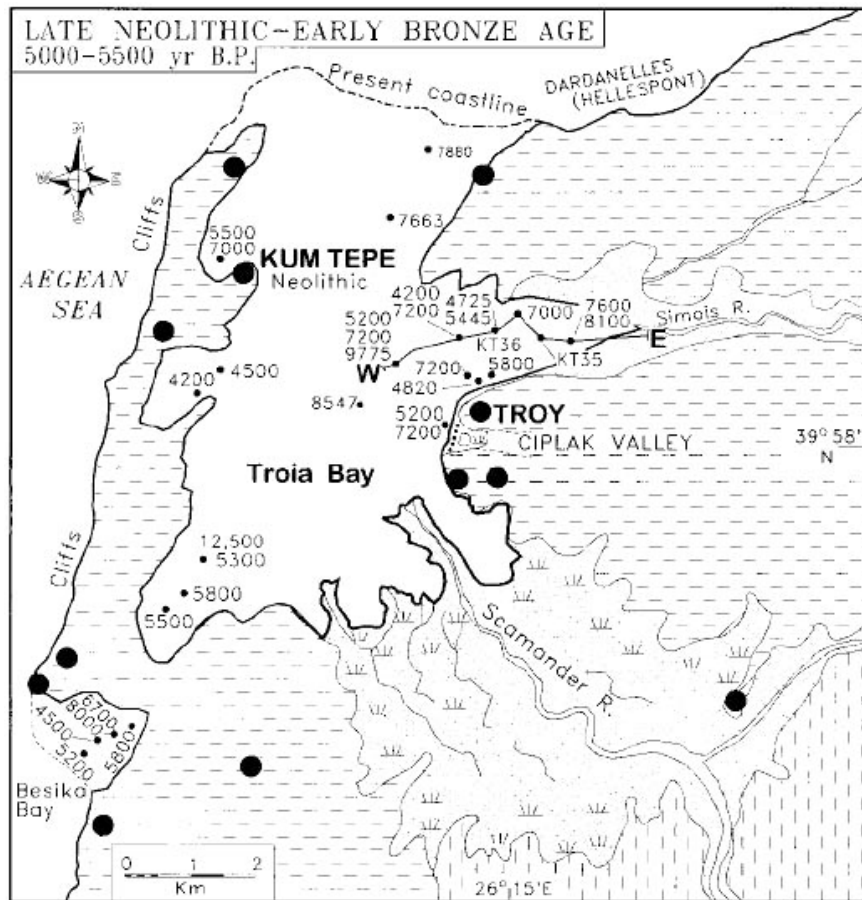 LATE NEOLITHIC-EARLY BRONZE AGE
5000-5500 yr B.P.
Present coastline
DARDANELLES
(HELLESPONT)
7880
7663
Cliffs
5500
7000
KUM TEPE
Neolithic
AEGEAN
SEA
4200
7200
4725
5445
7000
7600
8100
Simois R.
5200
7200
9775
KT36
KT35
E
W
7200
5800
4820
4500
4200
8547
5200
7200
TROY
CIPLAK VALLEY
39° 58'
N
Troia Bay
12,500
5300
5800
5500
Cliffs
Scamander R.
6700
8000
4500
5200
5800
Besika
Bay
0 1 2
Km
26° 15'E